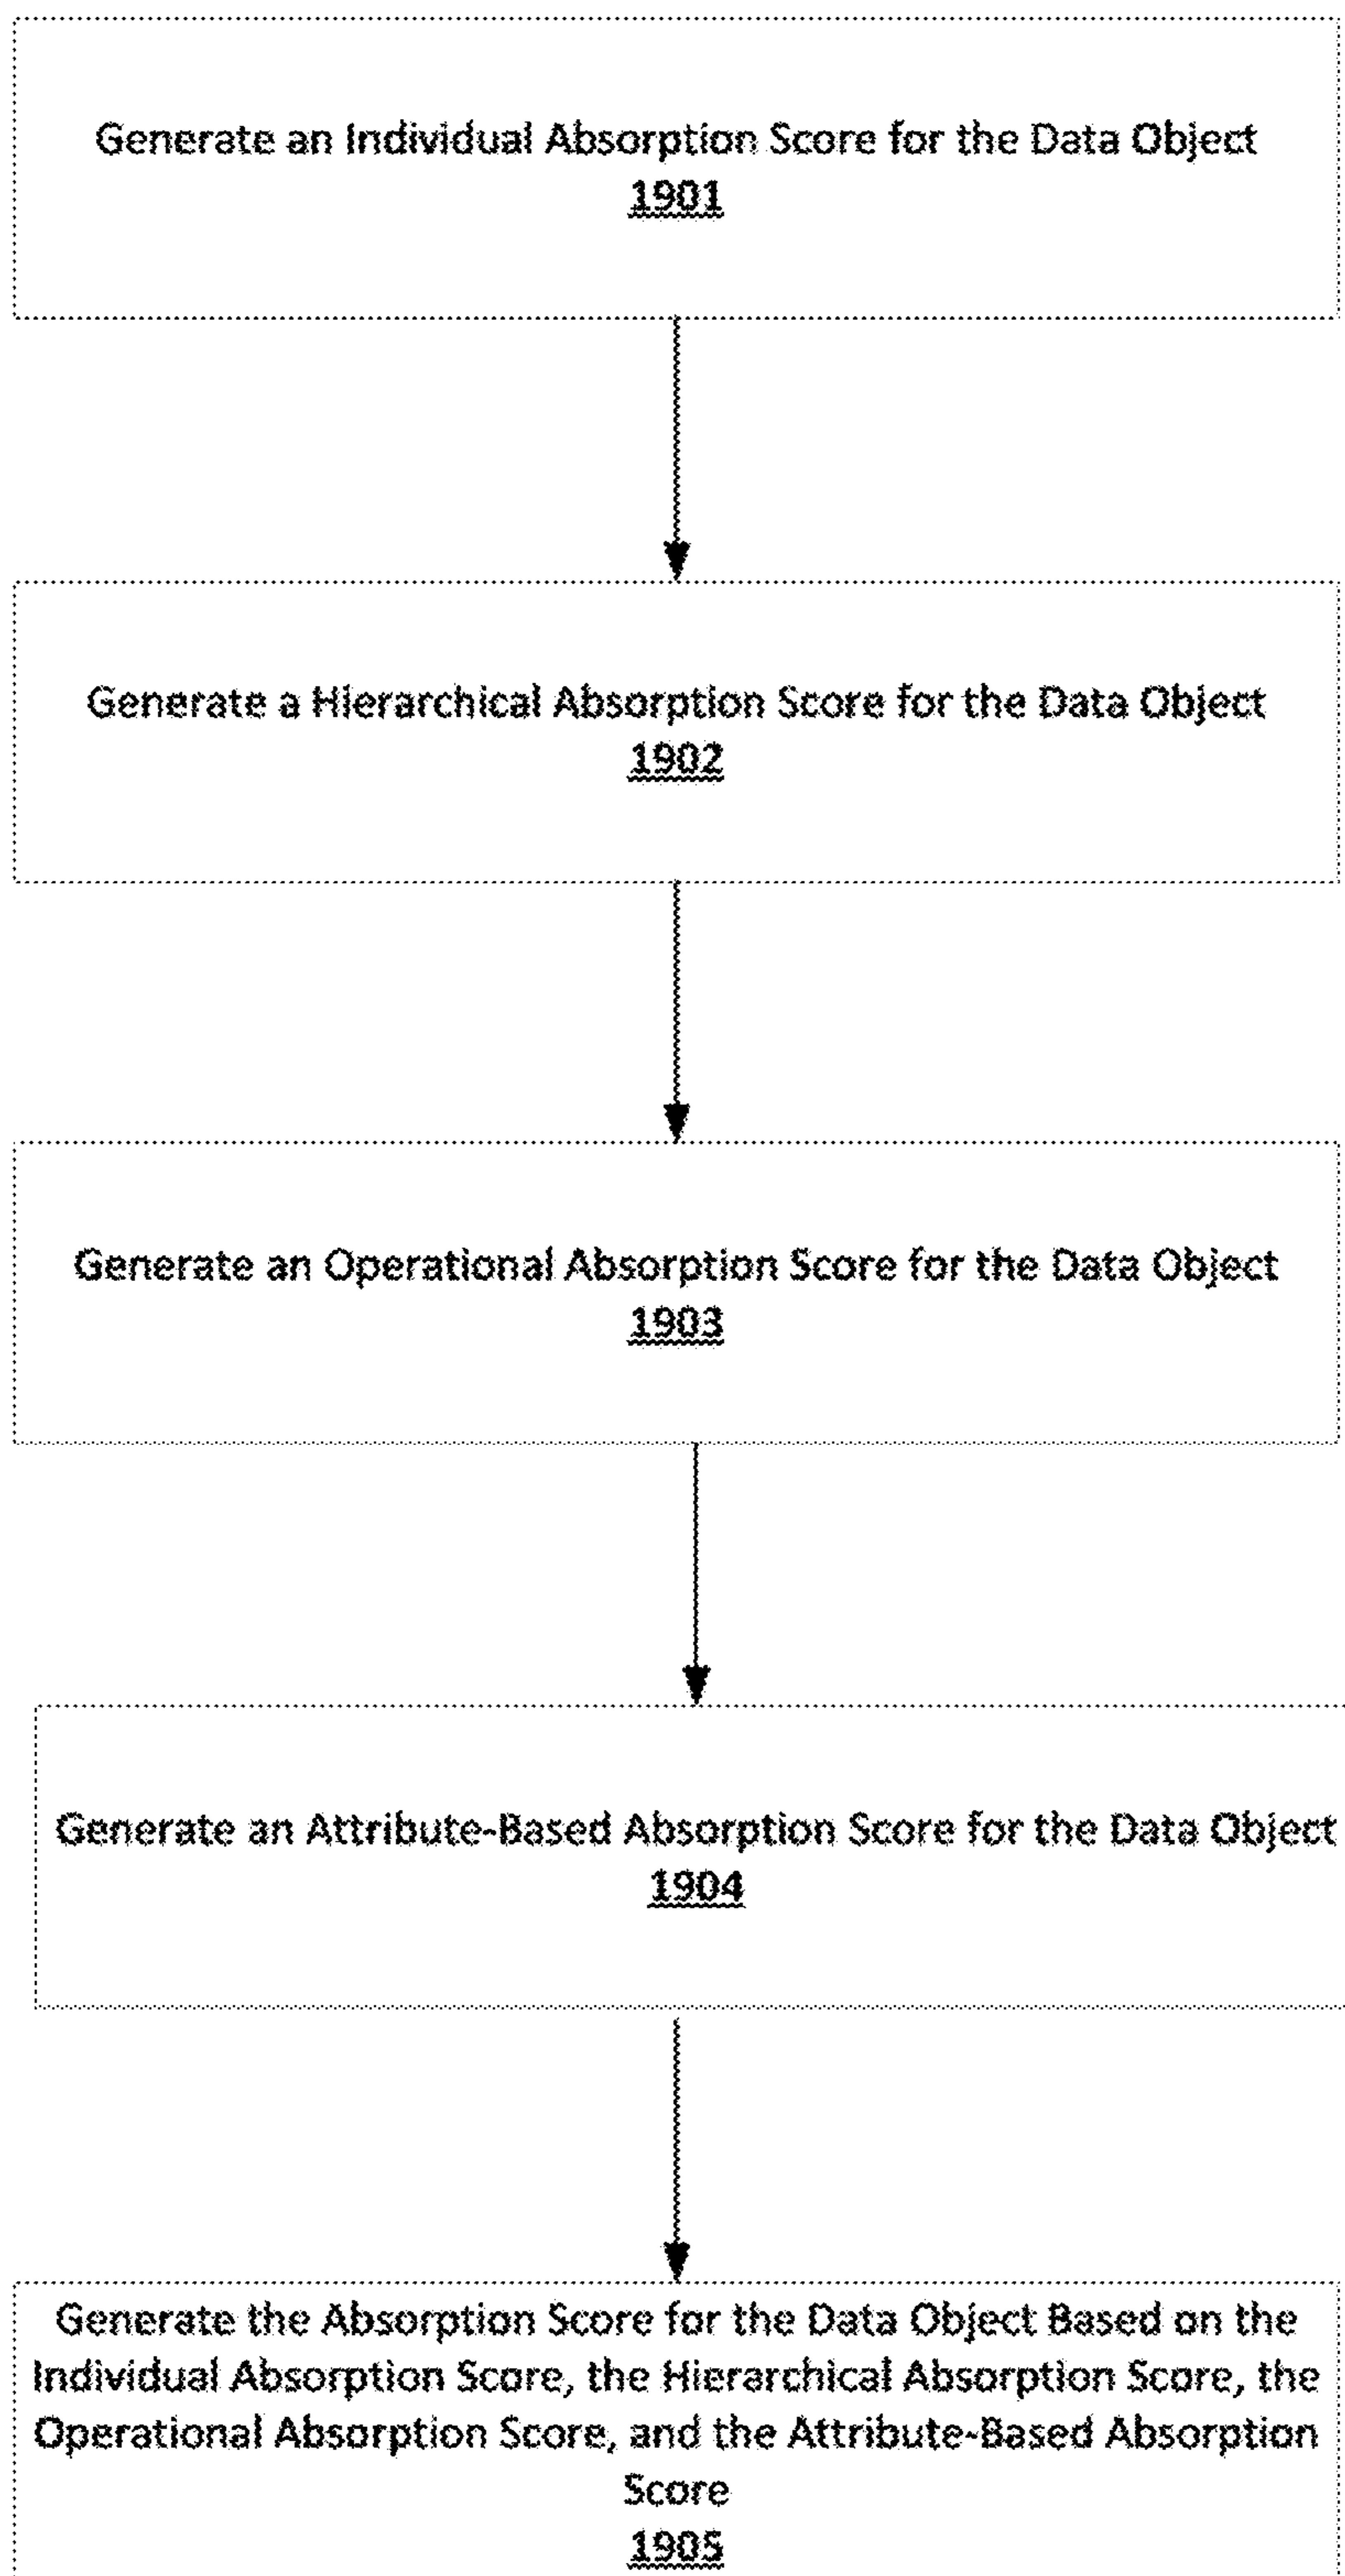 Generate an Individual Absorption Score for the Data Object
1901
Generate a Hierarchical Absorption Score for the Data Object
1902
Generate an Operational Absorption Score for the Data Object
1903
Generate an Attribute-Based Absorption Score for the Data Object
1904
Generate the Absorption Score for the Data Object Based on the
Individual Absorption Score, the Hierarchical Absorption Score, the
Operational Absorption Score, and the Attribute-Based Absorption
Score
1905